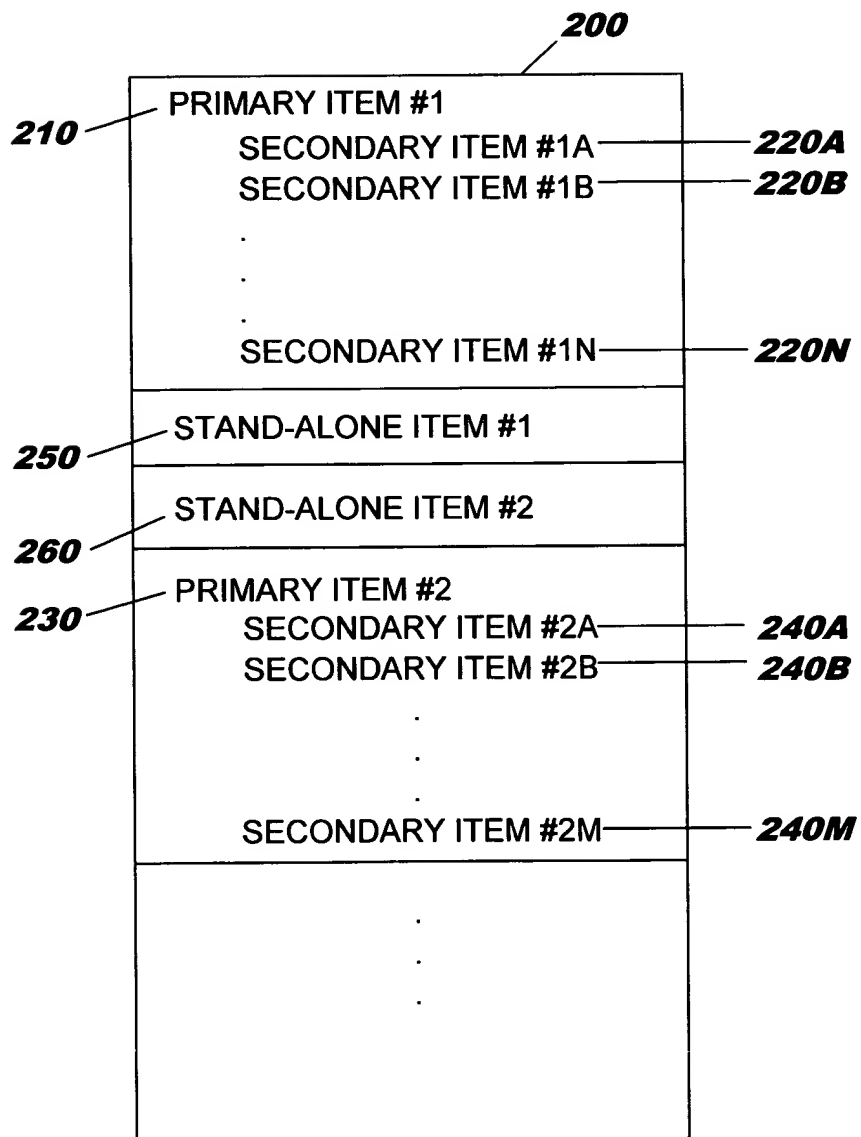 200
210 PRIMARY ITEM #1
SECONDARY ITEM #1A 220A
SECONDARY ITEM #1B 220B
.
.
.
SECONDARY ITEM #1N 220N
250 STAND-ALONE ITEM #1
260 STAND-ALONE ITEM #2
230 PRIMARY ITEM #2
SECONDARY ITEM #2A 240A
SECONDARY ITEM #2B 240B
.
.
.
SECONDARY ITEM #2M 240M
.
.
.